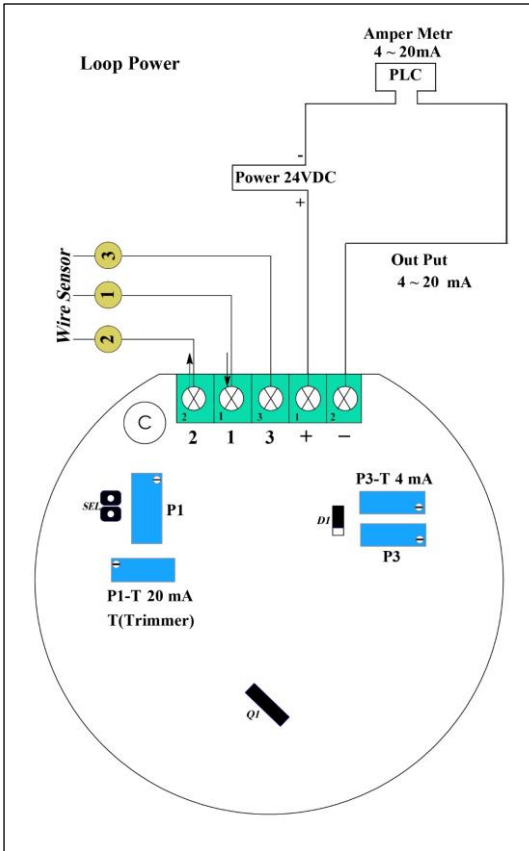 Amper Metr
4 ~ 20mA
PLC
Loop Power
-
Power 24VDC
+
Wire Sensor
3
1
2
Out Put
4 ~ 20 mA
C
2 1 3 1 2
2 1 3 + −
SEL
P1
P1-T 20 mA
T(Trimmer)
P3-T 4 mA
D1
P3
Q1